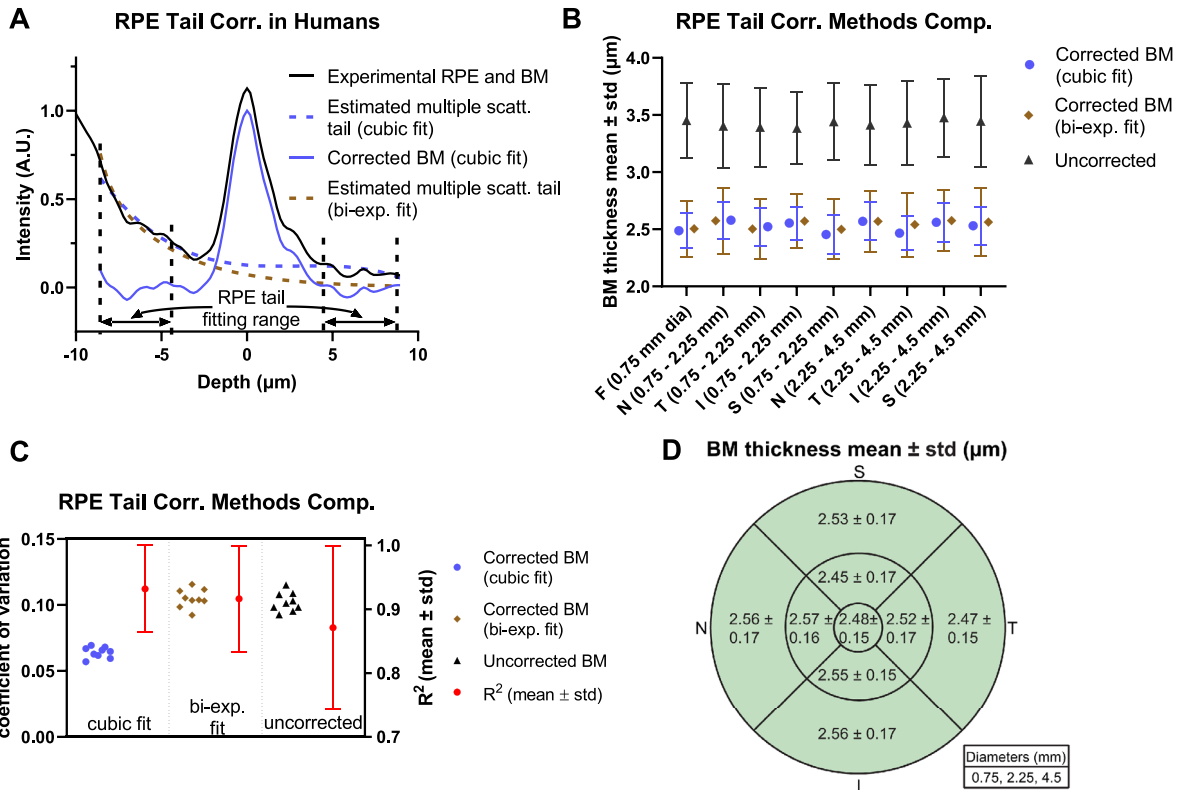 A
RPE Tail Corr. in Humans
Intensity (A.U.)
1.0
0.5
0.0
Experimental RPE and BM
Estimated multiple scatt.
tail (cubic fit)
Corrected BM (cubic fit)
Estimated multiple scatt. tail
(bi-exp. fit)
RPE tail
fitting range
-10
-5
0
5
10
Depth (µm)
B
RPE Tail Corr. Methods Comp.
BM thickness mean ± std (µm)
4.0
3.5
3.0
2.5
2.0
F (0.75 mm dia)
N (0.75 - 2.25 mm)
T (0.75 - 2.25 mm)
I (0.75 - 2.25 mm)
S (0.75 - 2.25 mm)
N (2.25 - 4.5 mm)
T (2.25 - 4.5 mm)
I (2.25 - 4.5 mm)
S (2.25 - 4.5 mm)
Corrected BM
(cubic fit)
Corrected BM
(bi-exp. fit)
Uncorrected
C
RPE Tail Corr. Methods Comp.
coefficient of variation
0.15
0.10
0.05
0.00
cubic fit
bi-exp.
fit
uncorrected
1.0
0.9
0.8
0.7
R² (mean ± std)
Corrected BM
(cubic fit)
Corrected BM
(bi-exp. fit)
Uncorrected BM
R² (mean ± std)
D
BM thickness mean ± std (µm)
S
2.53 ± 0.17
2.45 ± 0.17
N
2.56 ±
0.17
2.57 ±
0.16
2.48±
0.15
2.52 ±
0.17
2.47 ±
0.15
T
2.55 ± 0.15
2.56 ± 0.17
I
Diameters (mm)
0.75, 2.25, 4.5